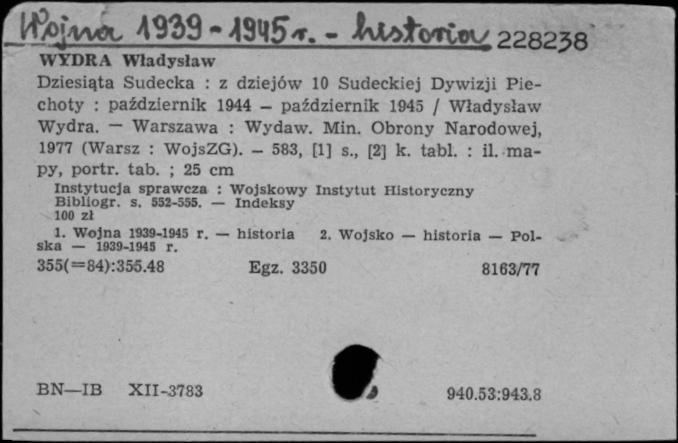 Wojna 1939-1945 r. - historia 228238
WYDRA Władysław
Dziesiąta Sudecka : z dziejów 10 Sudeckiej Dywizji Pie-
choty : październik 1944 — październik 1945 / Władysław
Wydra. — Warszawa : Wydaw. Min. Obrony Narodowej,
1977 (Warsz : WojsZG). — 583, [1] s., [2] k. tabl. : il. ma-
py, portr. tab. ; 25 cm
Instytucja sprawcza : Wojskowy Instytut Historyczny
Bibliogr. s. 552-555. — Indeksy
100 zł
1. Wojna 1939-1945 r. — historia 2. Wojsko — historia — Pol-
ska — 1939-1945 r.
355(=84):355.48 Egz. 3350 8163/77
BN—IB XII-3783 940.53:943.8